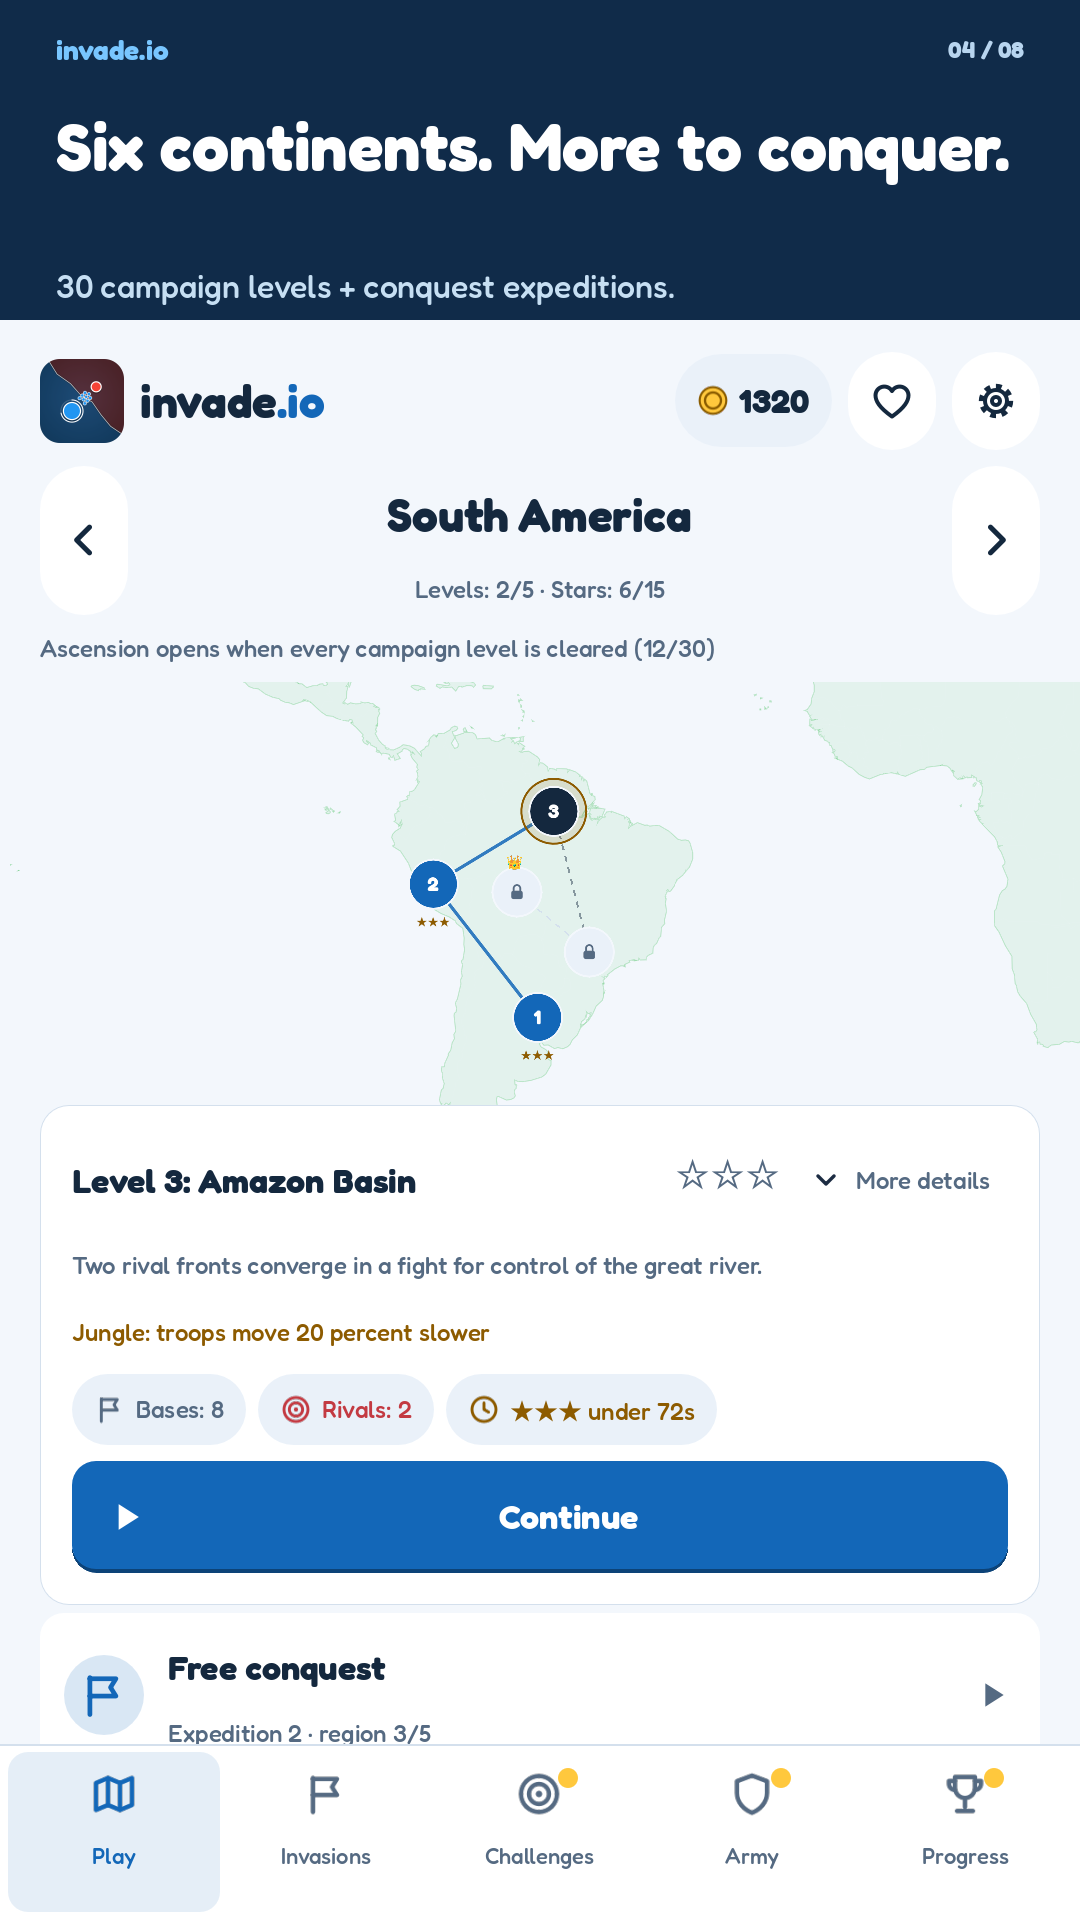 invade.io
04 / 08
Six continents. More to conquer.
30 campaign levels + conquest expeditions.
invade.io
1320
South America
Levels: 2/5 · Stars: 6/15
Ascension opens when every campaign level is cleared (12/30)
3
2
★★★
1
★★★
Level 3: Amazon Basin
☆☆☆
More details
Two rival fronts converge in a fight for control of the great river.
Jungle: troops move 20 percent slower
Bases: 8
Rivals: 2
★★★ under 72s
Continue
Free conquest
Expedition 2 · region 3/5
Play
Invasions
Challenges
Army
Progress